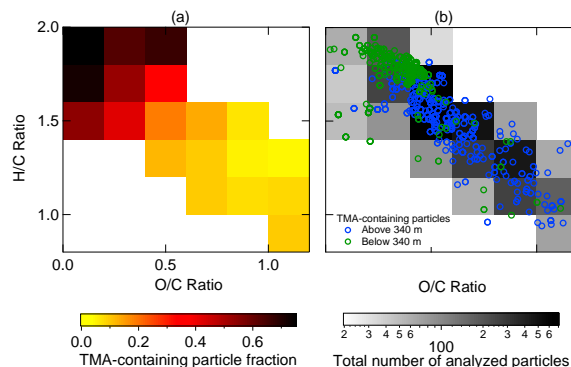 (a)
(b)
2.0
1.5
1.0
H/C Ratio
0.0
0.5
1.0
O/C Ratio
TMA-containing particles
Above 340 m
Below 340 m
O/C Ratio
0.0 0.2 0.4 0.6
TMA-containing particle fraction
2 3 4 5 6 2 3 4 5 6
100
Total number of analyzed particles